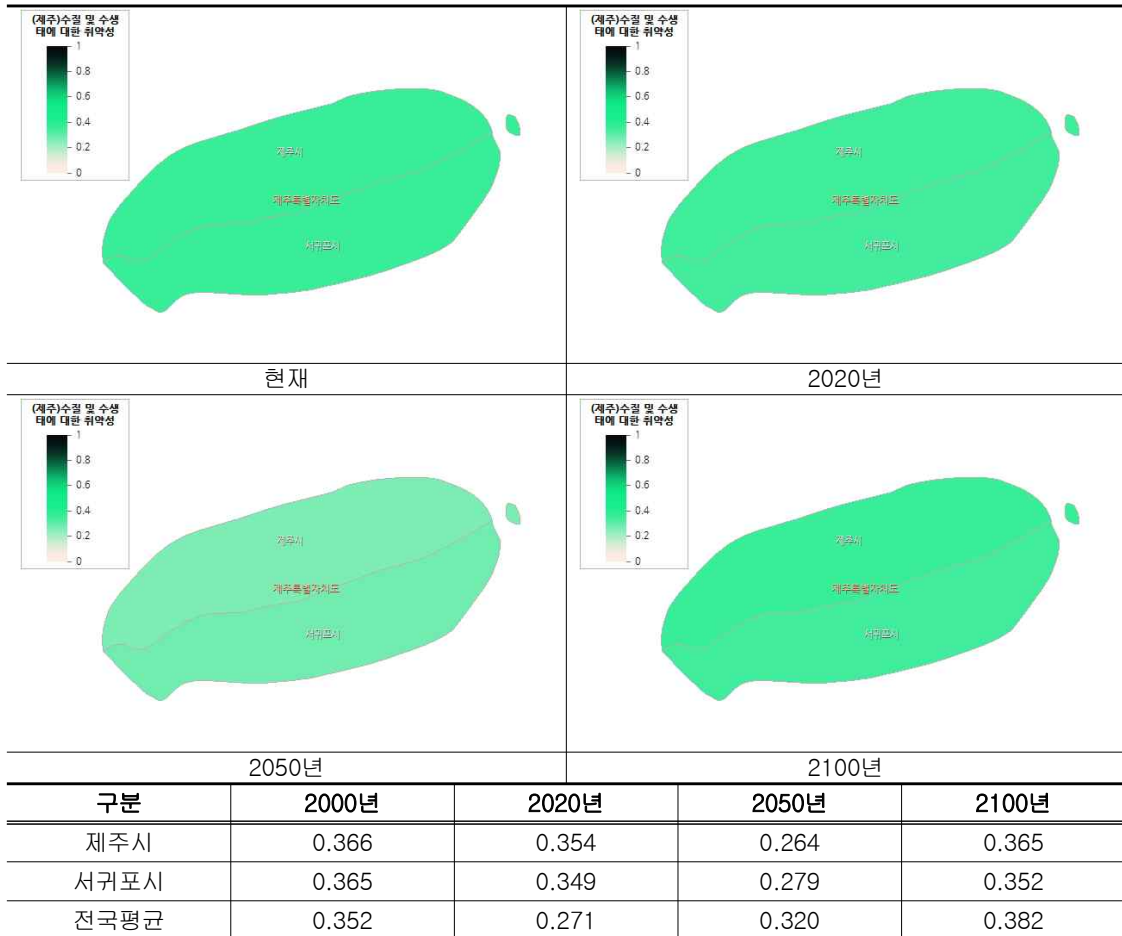 (제주)수질 및 수생
태에 대한 취약성
1
0.8
0.6
0.4
0.2
0
제주시
제주특별자치도
서귀포시
(제주)수질 및 수생
태에 대한 취약성
1
0.8
0.6
0.4
0.2
0
제주시
제주특별자치도
서귀포시
현재 2020년
(제주)수질 및 수생
태에 대한 취약성
1
0.8
0.6
0.4
0.2
0
제주시
제주특별자치도
서귀포시
(제주)수질 및 수생
태에 대한 취약성
1
0.8
0.6
0.4
0.2
0
제주시
제주특별자치도
서귀포시
2050년 2100년
구분 2000년 2020년 2050년 2100년
제주시 0.366 0.354 0.264 0.365
서귀포시 0.365 0.349 0.279 0.352
전국평균 0.352 0.271 0.320 0.382